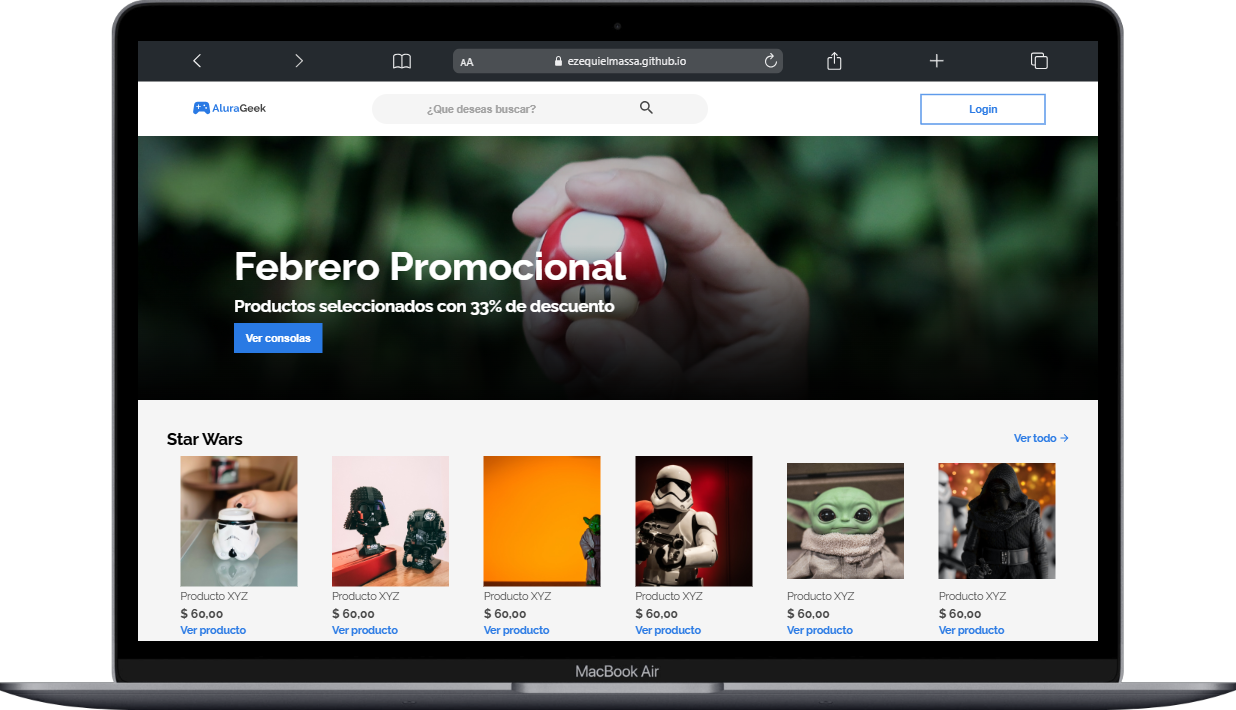 AA ezequielmassa.github.io
AluraGeek ¿Que deseas buscar? Login
Febrero Promocional
Productos seleccionados con 33% de descuento
Ver consolas
Star Wars Ver todo →
Producto XYZ Producto XYZ Producto XYZ Producto XYZ Producto XYZ Producto XYZ
$ 60,00 $ 60,00 $ 60,00 $ 60,00 $ 60,00 $ 60,00
Ver producto Ver producto Ver producto Ver producto Ver producto Ver producto
MacBook Air